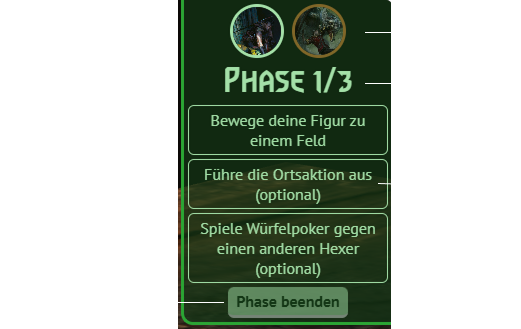 Phase 1/3
Bewege deine Figur zu
einem Feld
Führe die Ortsaktion aus
(optional)
Spiele Würfelpoker gegen
einen anderen Hexer
(optional)
Phase beenden